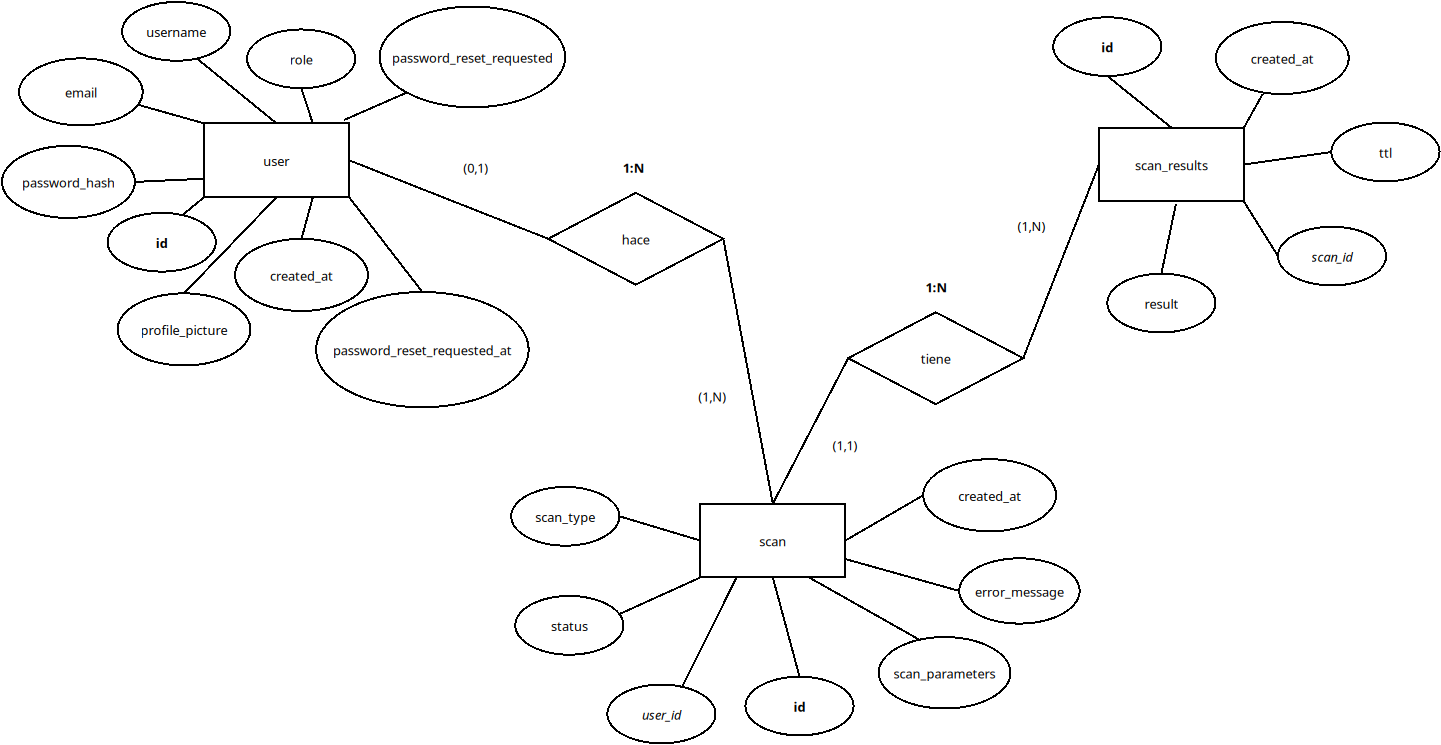 username
role
password_reset_requested
email
user
password_hash
id
created_at
profile_picture
password_reset_requested_at
(0,1)
1:N
hace
(1,N)
id
created_at
scan_results
ttl
scan_id
result
(1,N)
1:N
tiene
(1,1)
scan_type
scan
created_at
error_message
status
scan_parameters
user_id
id